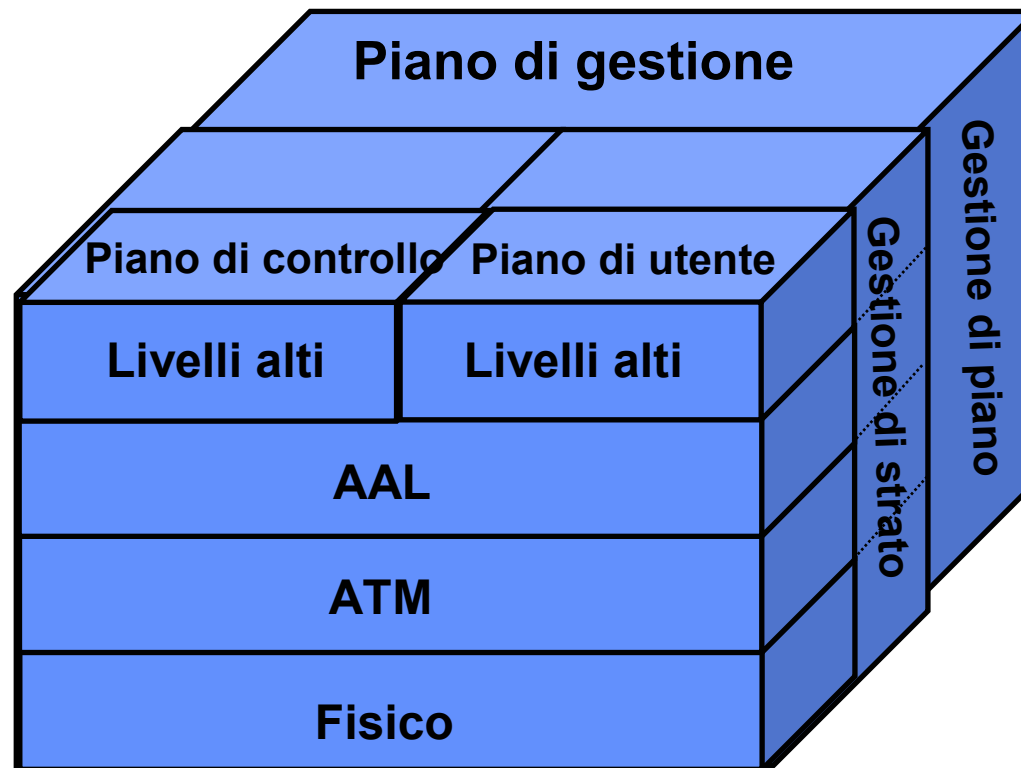 Piano di gestione
Piano di controllo
Piano di utente
Livelli alti
Livelli alti
AAL
ATM
Fisico
Gestione di strato
Gestione di piano